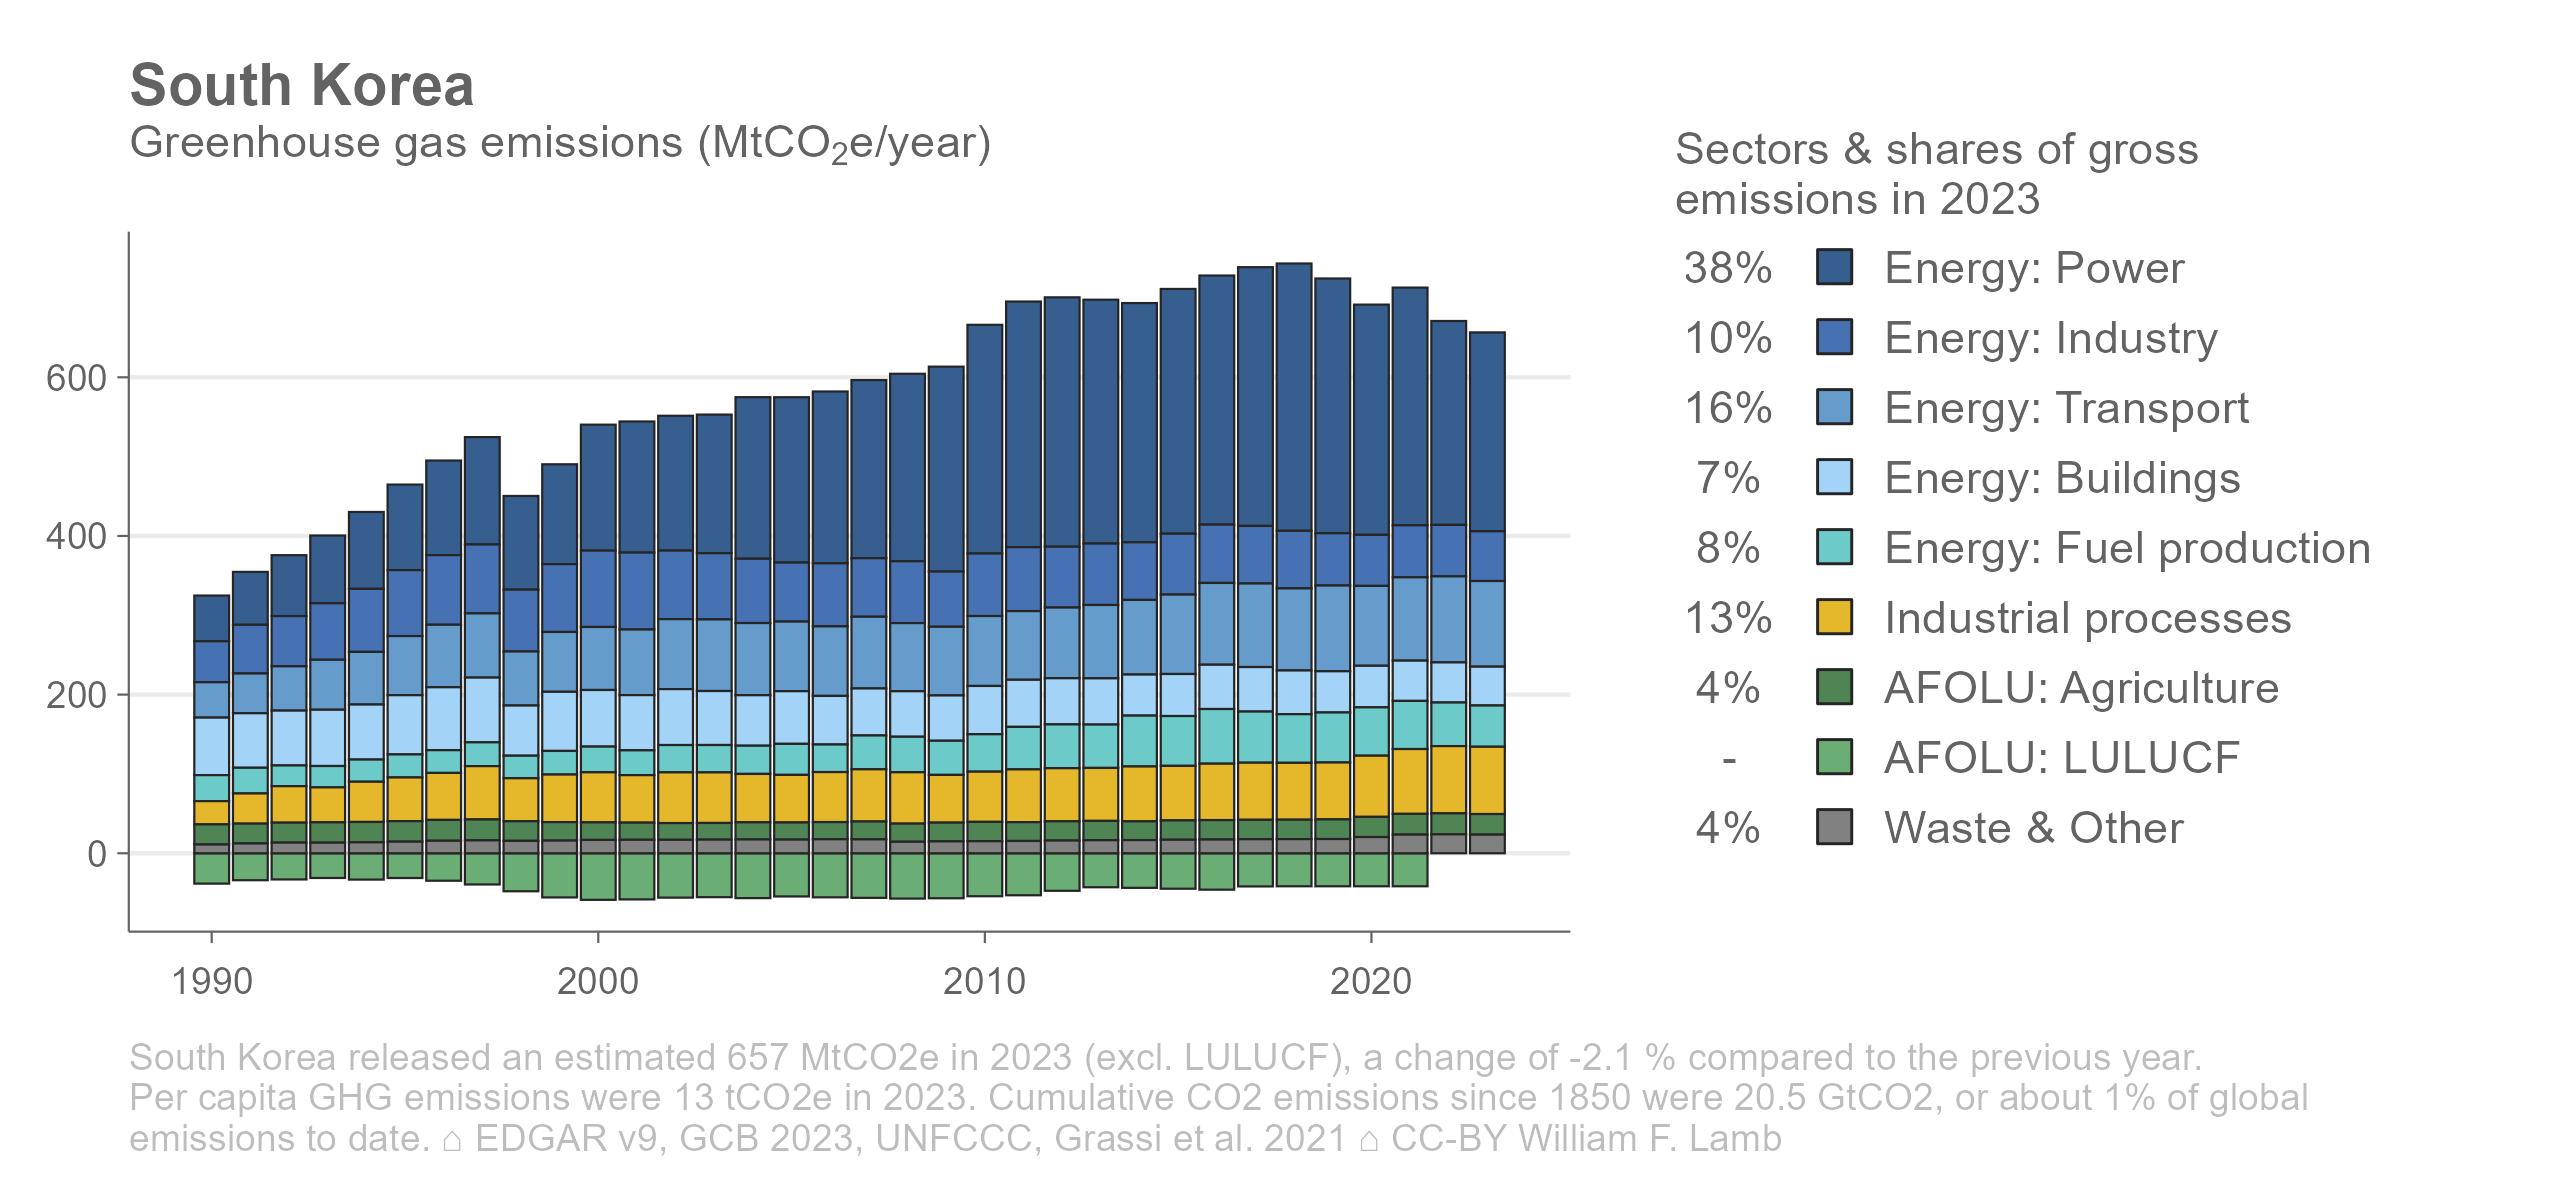 South Korea
Greenhouse gas emissions (MtCO₂e/year)
600
400
200
0
1990
2000
2010
2020
Sectors & shares of gross
emissions in 2023
38% Energy: Power
10% Energy: Industry
16% Energy: Transport
7% Energy: Buildings
8% Energy: Fuel production
13% Industrial processes
4% AFOLU: Agriculture
- AFOLU: LULUCF
4% Waste & Other
South Korea released an estimated 657 MtCO2e in 2023 (excl. LULUCF), a change of -2.1 % compared to the previous year.
Per capita GHG emissions were 13 tCO2e in 2023. Cumulative CO2 emissions since 1850 were 20.5 GtCO2, or about 1% of global
emissions to date. ⌂ EDGAR v9, GCB 2023, UNFCCC, Grassi et al. 2021 ⌂ CC-BY William F. Lamb